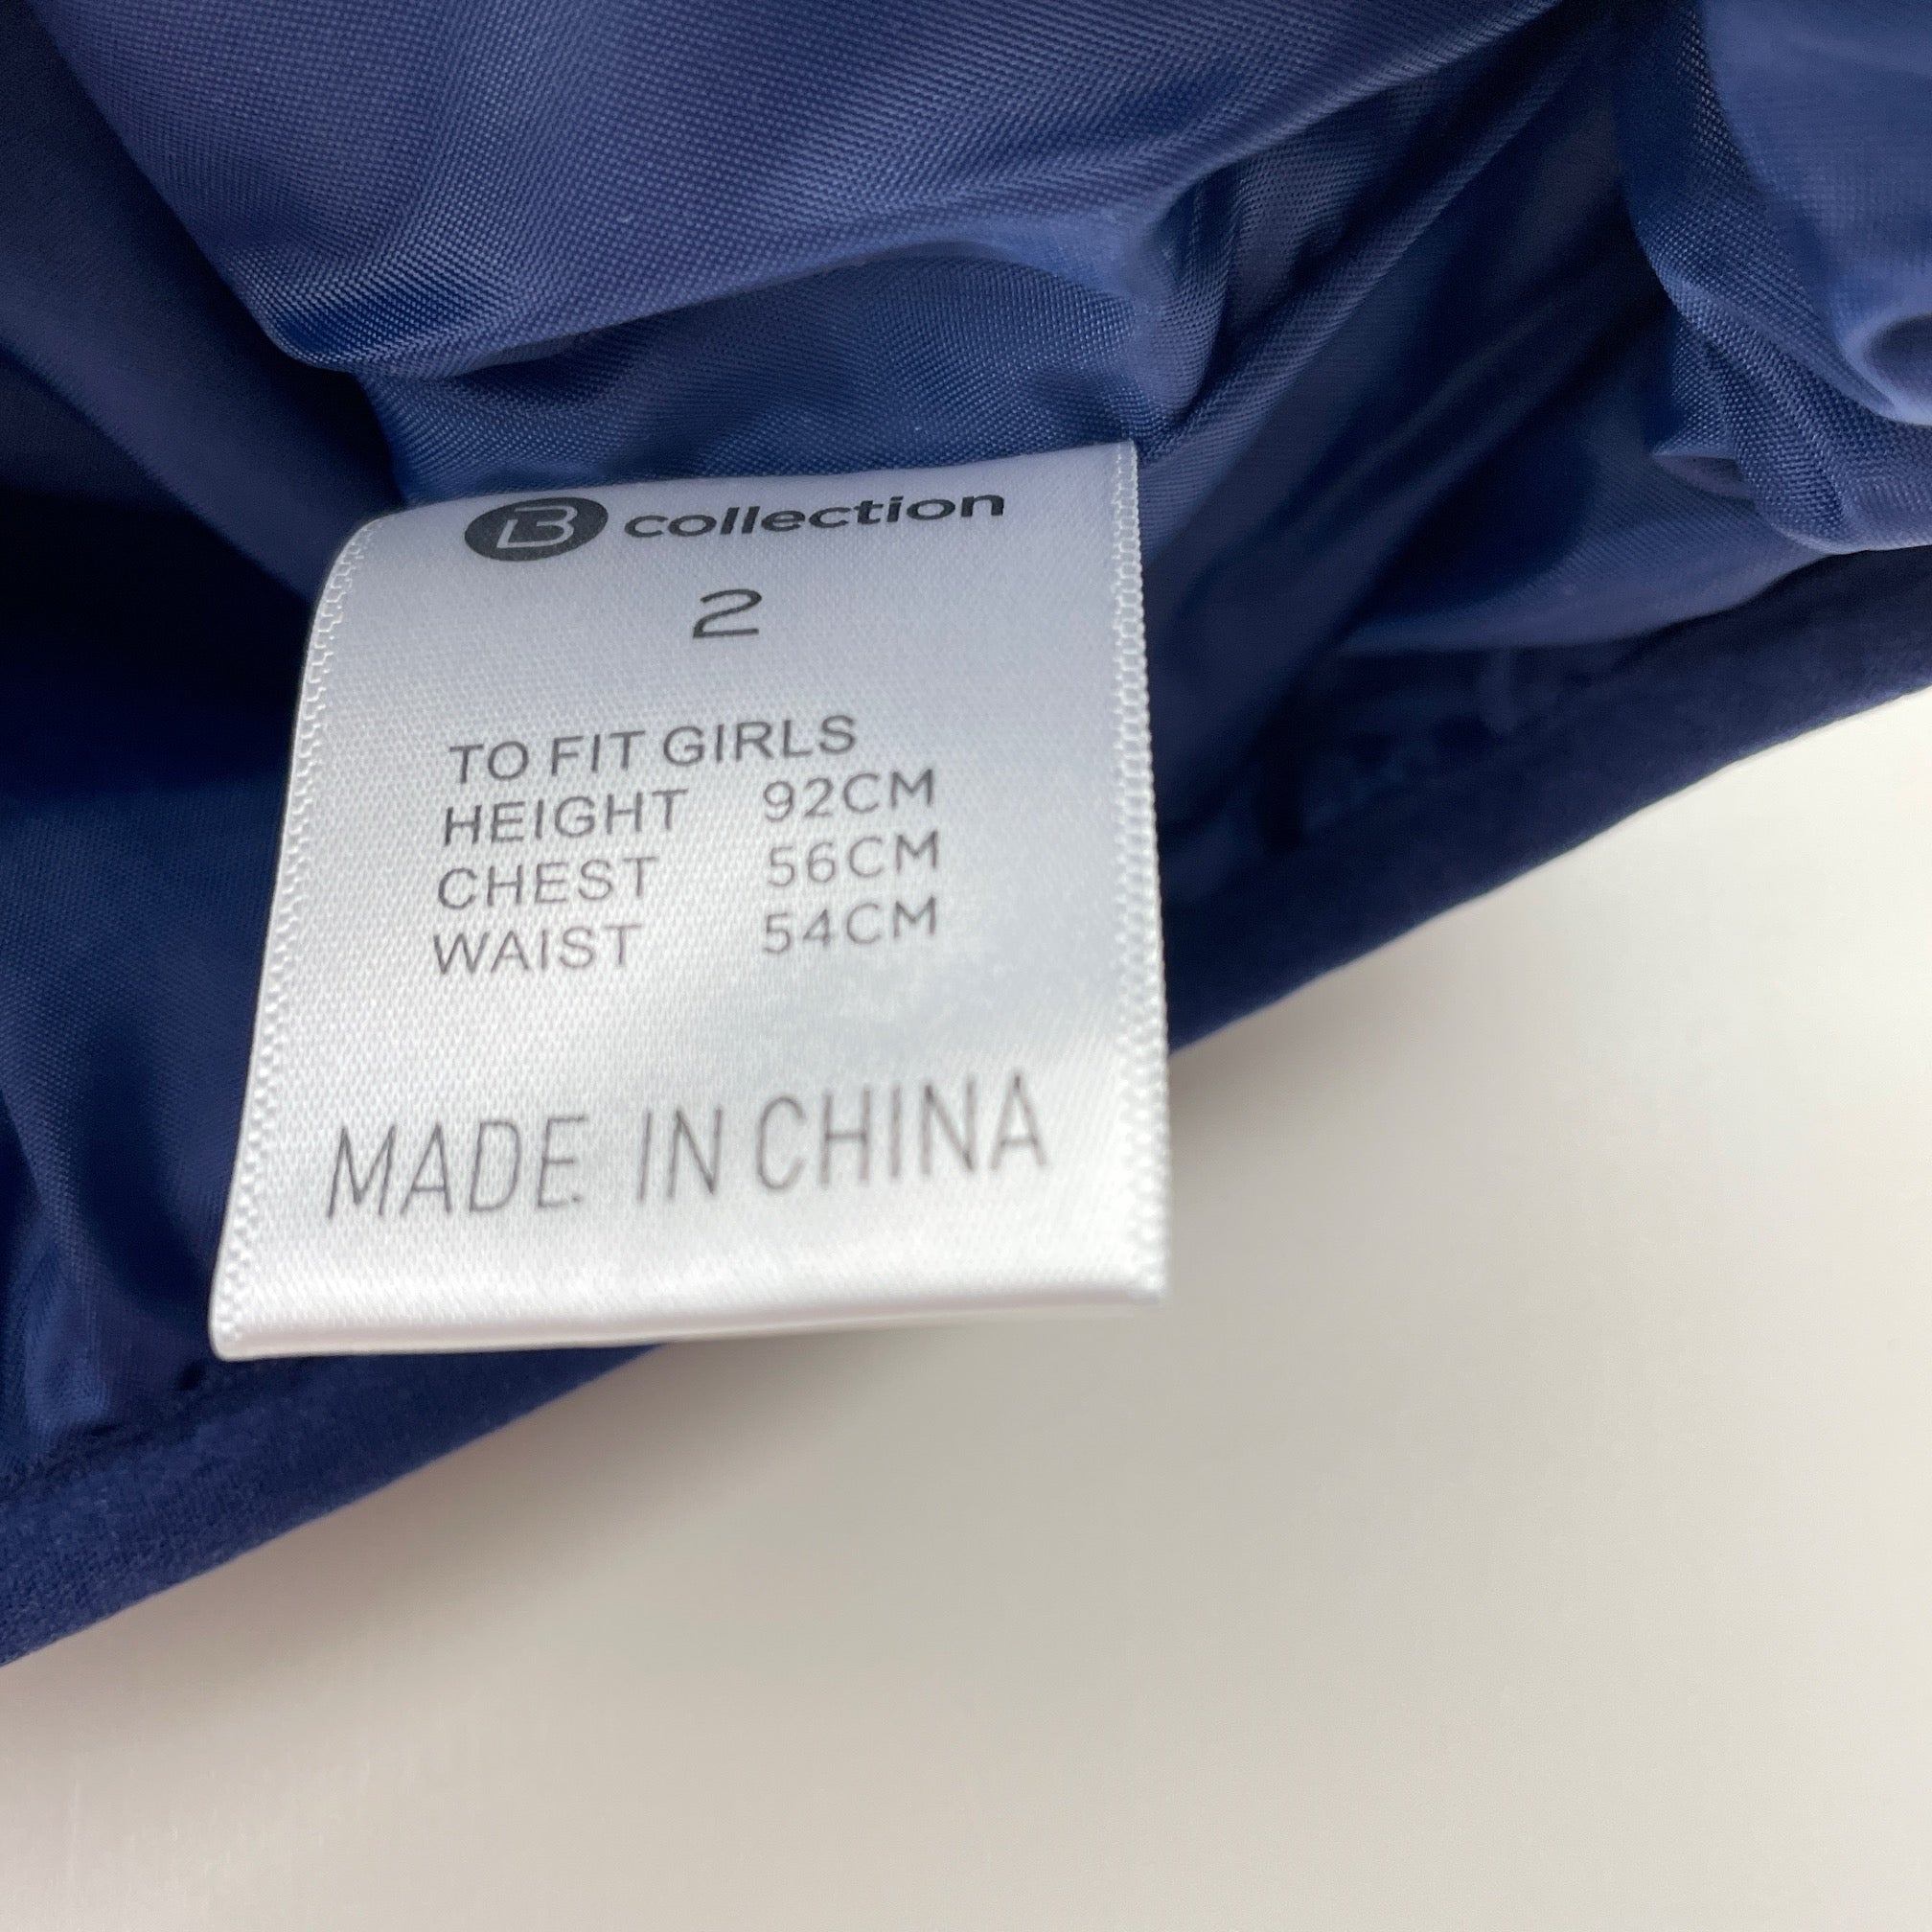 B collection
2
TO FIT GIRLS
HEIGHT 92CM
CHEST 56CM
WAIST 54CM
MADE IN CHINA